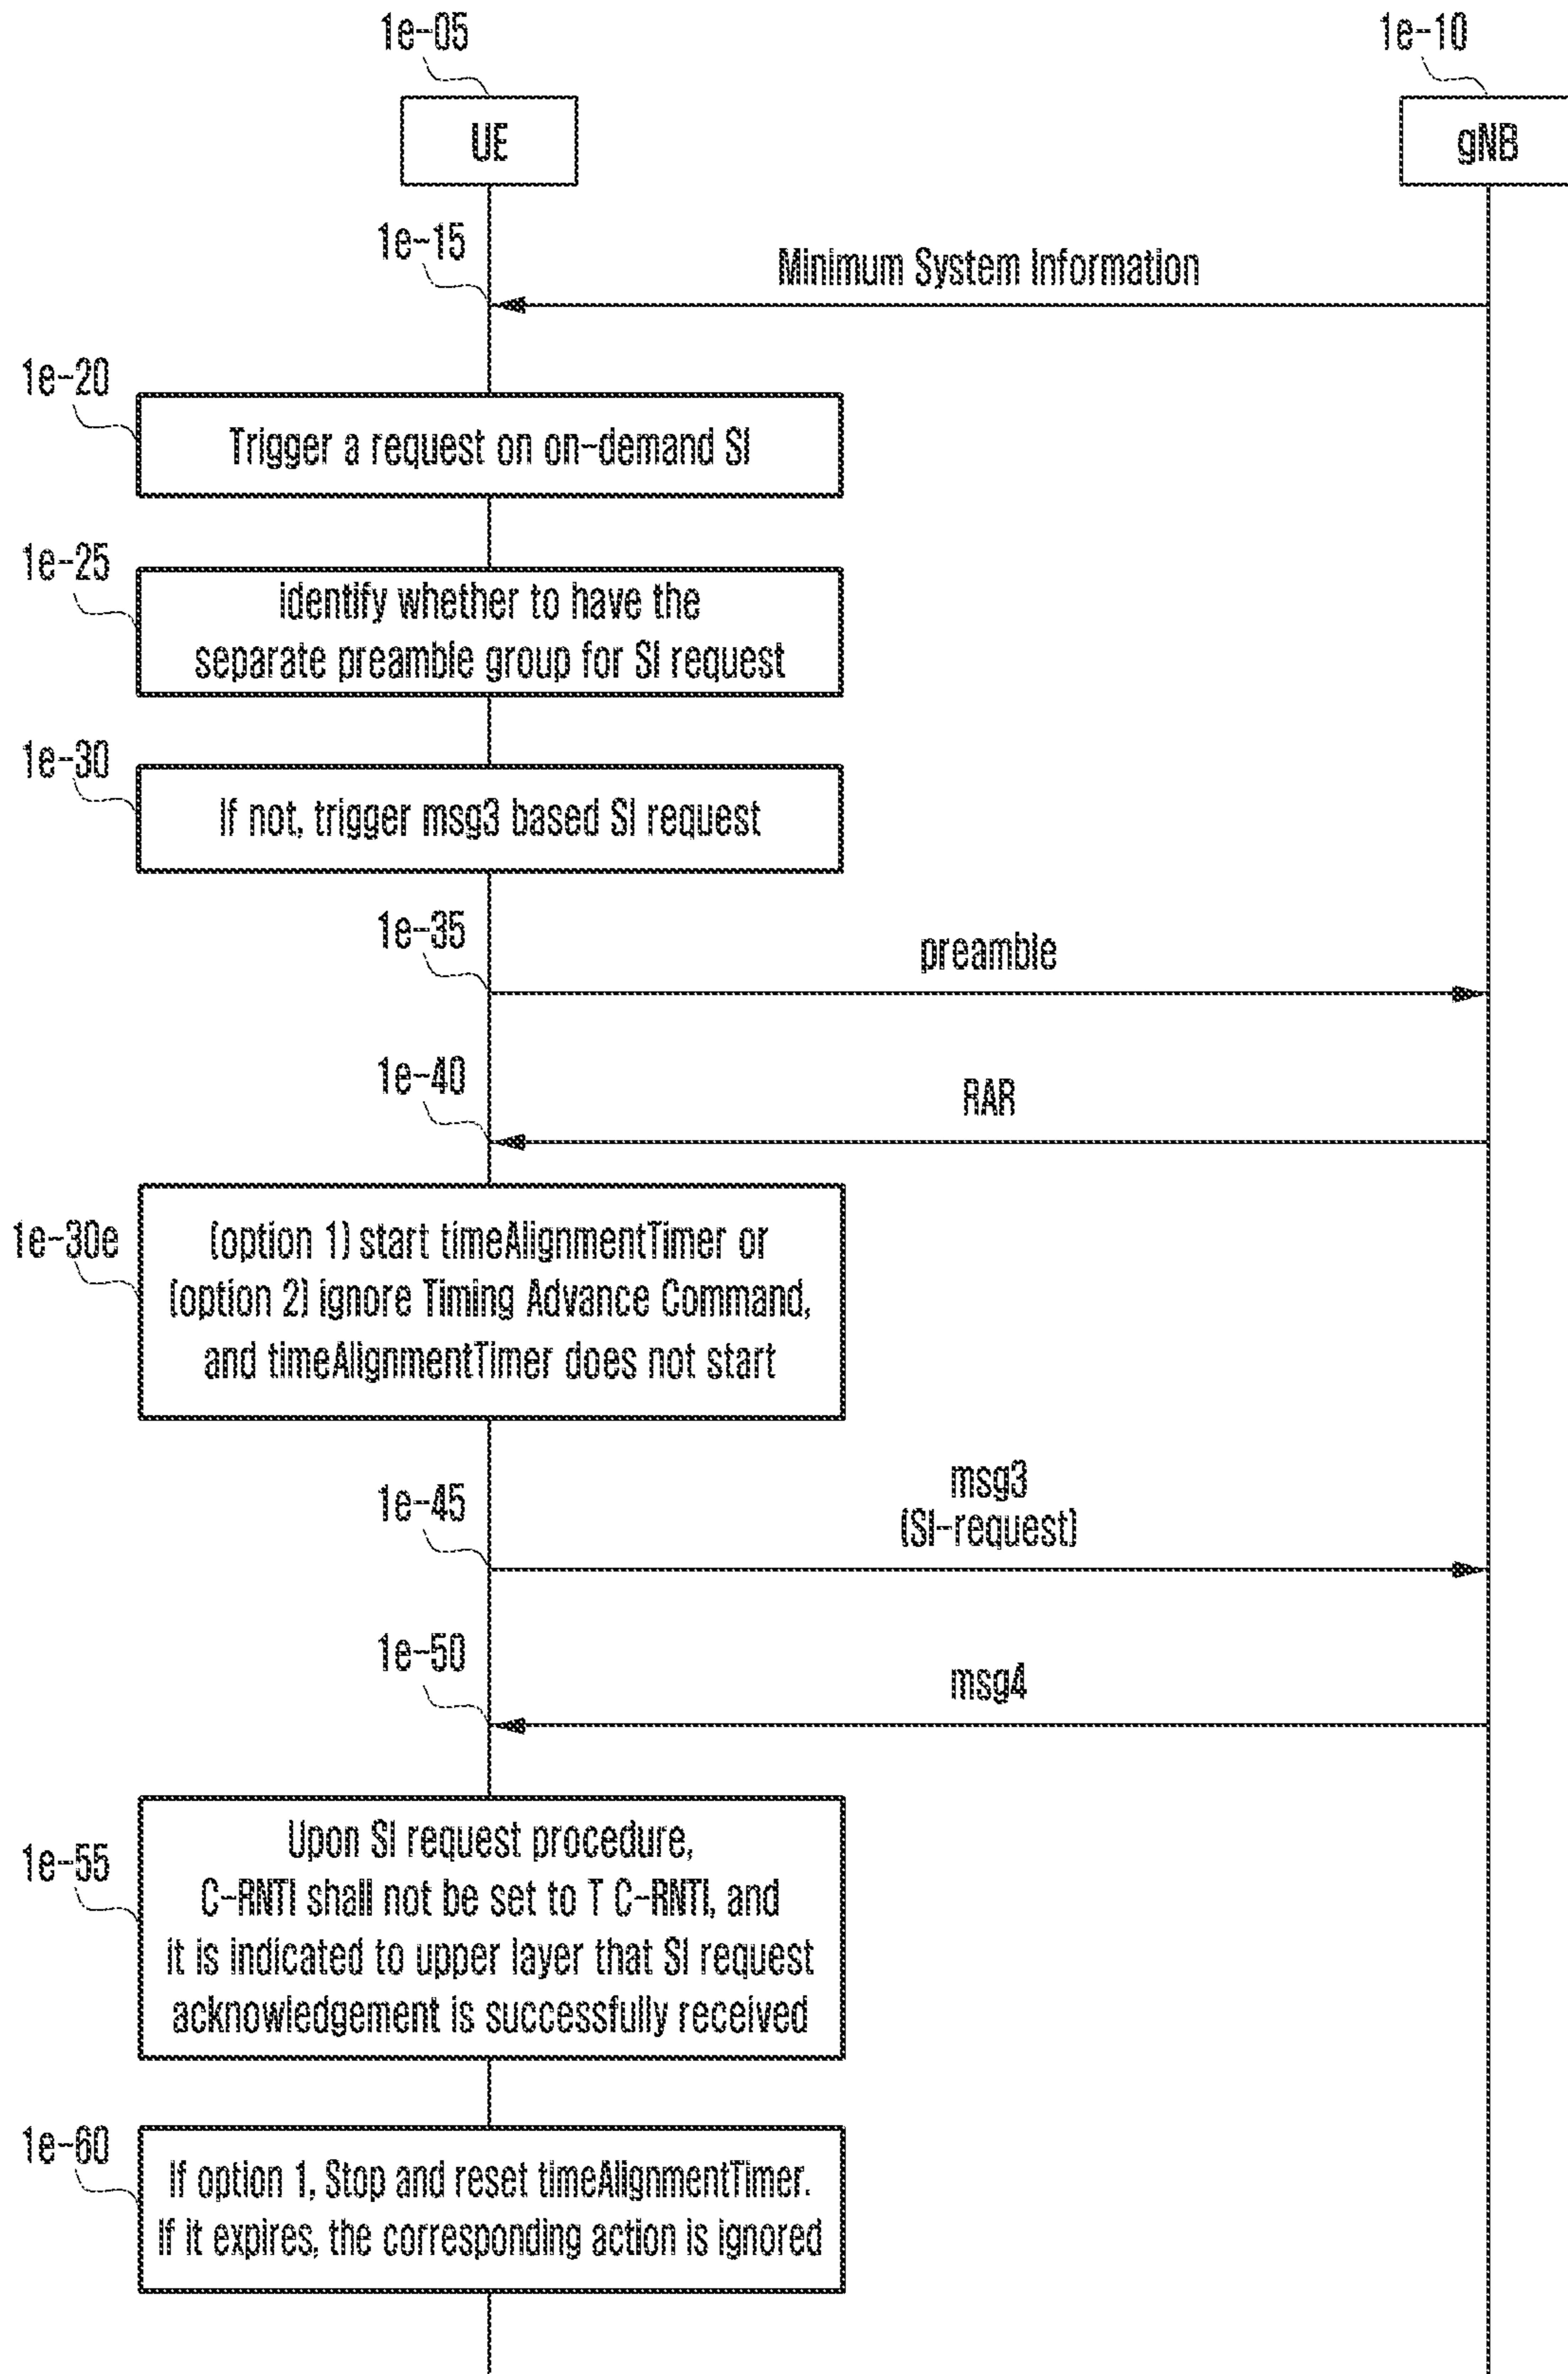 1e-05
1e-10
UE
gNB
1e-15
Minimum System Information
1e-20
Trigger a request on on-demand SI
1e-25
identify whether to have the
separate preamble group for SI request
1e-30
If not, trigger msg3 based SI request
1e-35
preamble
1e-40
RAR
1e-30e
(option 1) start timeAlignmentTimer or
(option 2) ignore Timing Advance Command,
and timeAlignmentTimer does not start
1e-45
msg3
(SI-request)
1e-50
msg4
1e-55
Upon SI request procedure,
C-RNTI shall not be set to T C-RNTI, and
it is indicated to upper layer that SI request
acknowledgement is successfully received
1e-60
If option 1, Stop and reset timeAlignmentTimer.
If it expires, the corresponding action is ignored